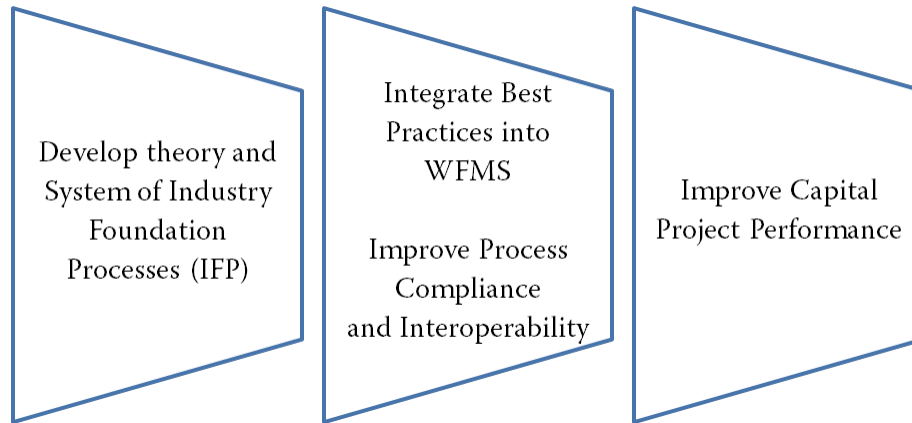 Develop theory and
System of Industry
Foundation
Processes (IFP)
Integrate Best
Practices into
WFMS
Improve Process
Compliance
and Interoperability
Improve Capital
Project Performance